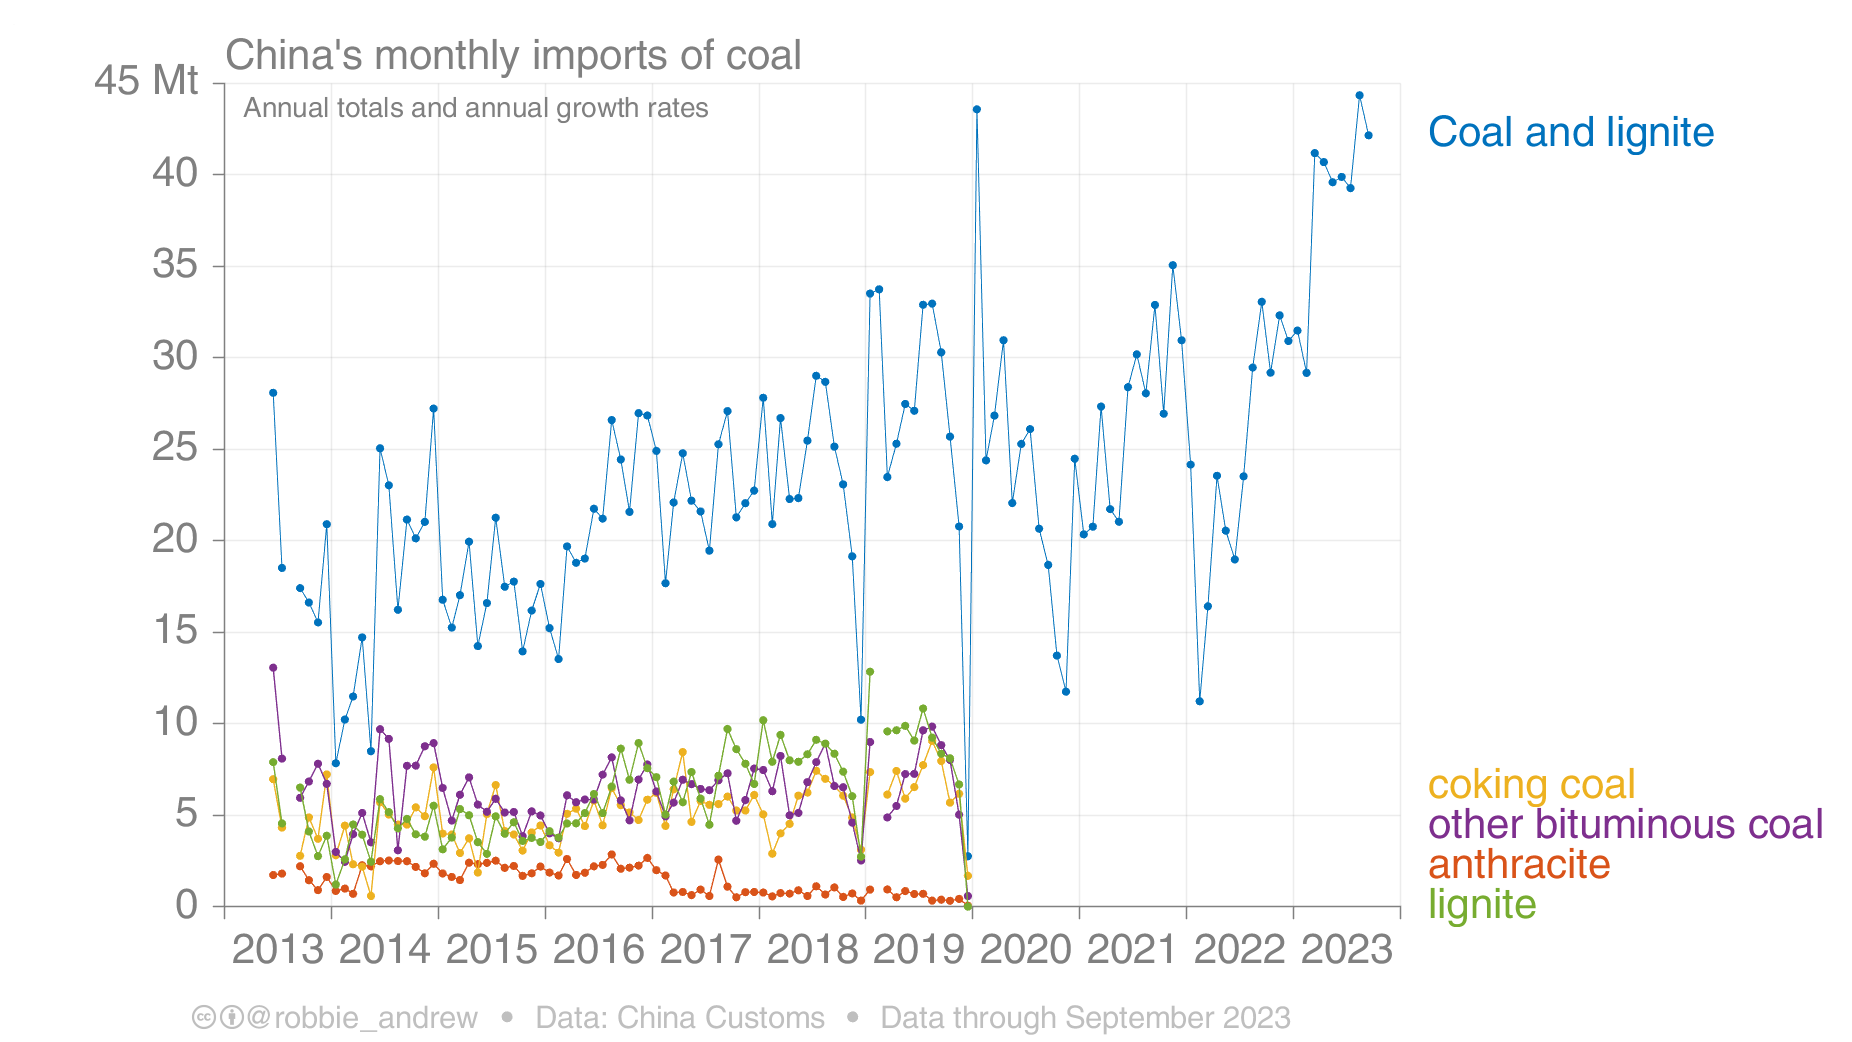 China's monthly imports of coal
45 Mt
Annual totals and annual growth rates
Coal and lignite
40
35
30
25
20
15
10
5
0
coking coal
other bituminous coal
anthracite
lignite
2013 2014 2015 2016 2017 2018 2019 2020 2021 2022 2023
@robbie_andrew • Data: China Customs • Data through September 2023